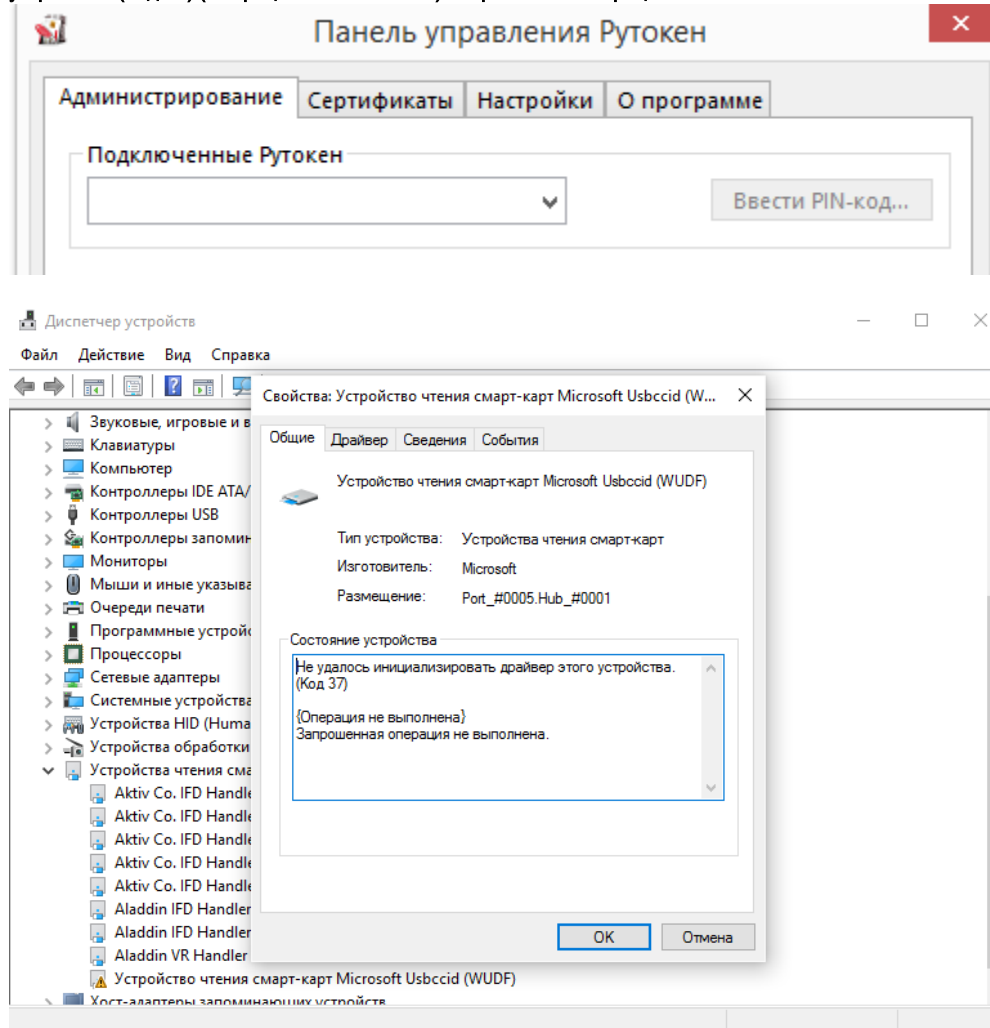 Панель управления Рутокен
Администрирование Сертификаты Настройки О программе
Подключенные Рутокен
Ввести PIN-код...
Диспетчер устройств
Файл Действие Вид Справка
Свойства: Устройство чтения смарт-карт Microsoft Usbccid (W...
Общие Драйвер Сведения События
Устройство чтения смарт-карт Microsoft Usbccid (WUDF)
Тип устройства: Устройства чтения смарт-карт
Изготовитель: Microsoft
Размещение: Port_#0005.Hub_#0001
Состояние устройства
Не удалось инициализировать драйвер этого устройства.
(Код 37)
{Операция не выполнена}
Запрошенная операция не выполнена.
OK Отмена
Звуковые, игровые и в
Клавиатуры
Компьютер
Контроллеры IDE ATA/
Контроллеры USB
Контроллеры запомин
Мониторы
Мыши и иные указыва
Очереди печати
Программные устройс
Процессоры
Сетевые адаптеры
Системные устройства
Устройства HID (Huma
Устройства обработки
Устройства чтения сма
Aktiv Co. IFD Handle
Aktiv Co. IFD Handle
Aktiv Co. IFD Handle
Aktiv Co. IFD Handle
Aktiv Co. IFD Handle
Aladdin IFD Handler
Aladdin IFD Handler
Aladdin VR Handler
Устройство чтения смарт-карт Microsoft Usbccid (WUDF)
Хост-адаптеры запоминающих устройств